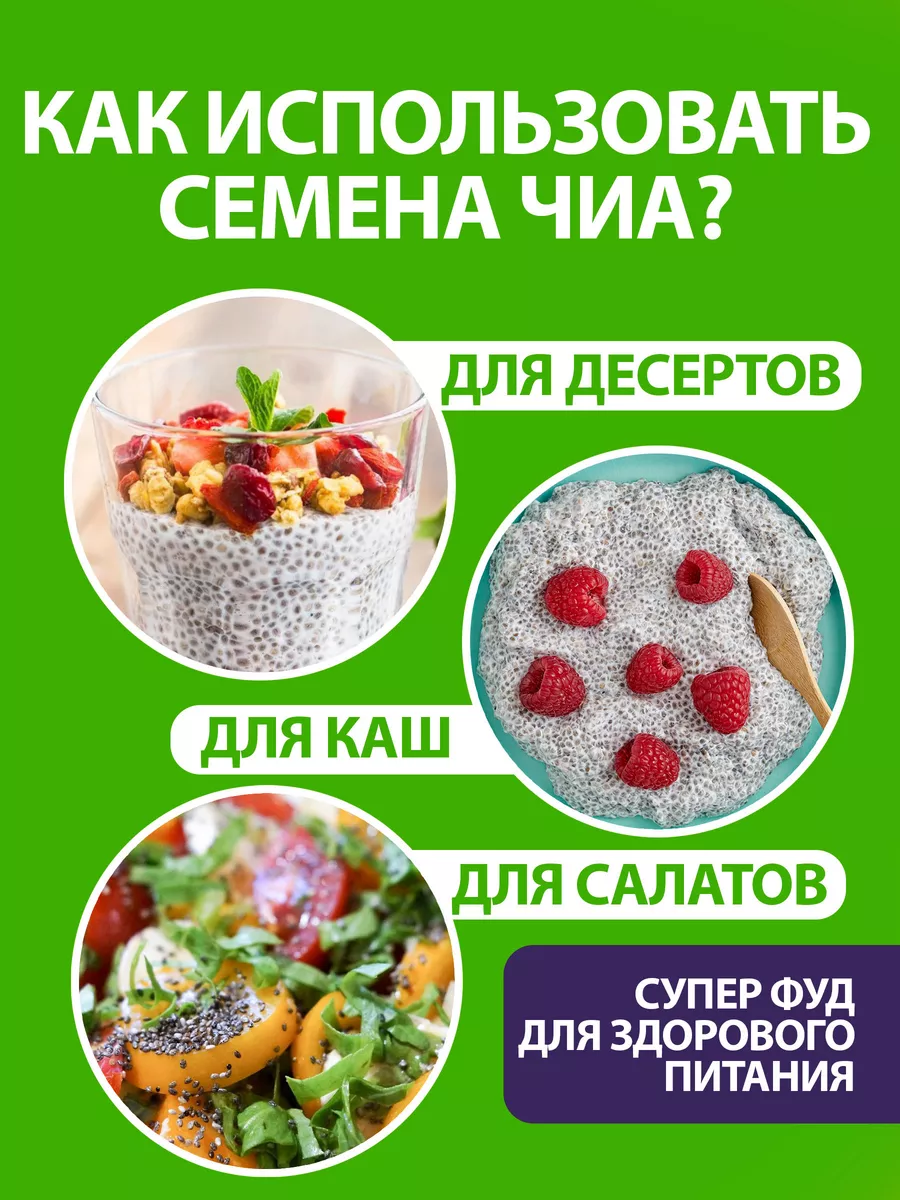 КАК ИСПОЛЬЗОВАТЬ
СЕМЕНА ЧИА?
ДЛЯ ДЕСЕРТОВ
ДЛЯ КАШ
ДЛЯ САЛАТОВ
СУПЕР ФУД
ДЛЯ ЗДОРОВОГО
ПИТАНИЯ